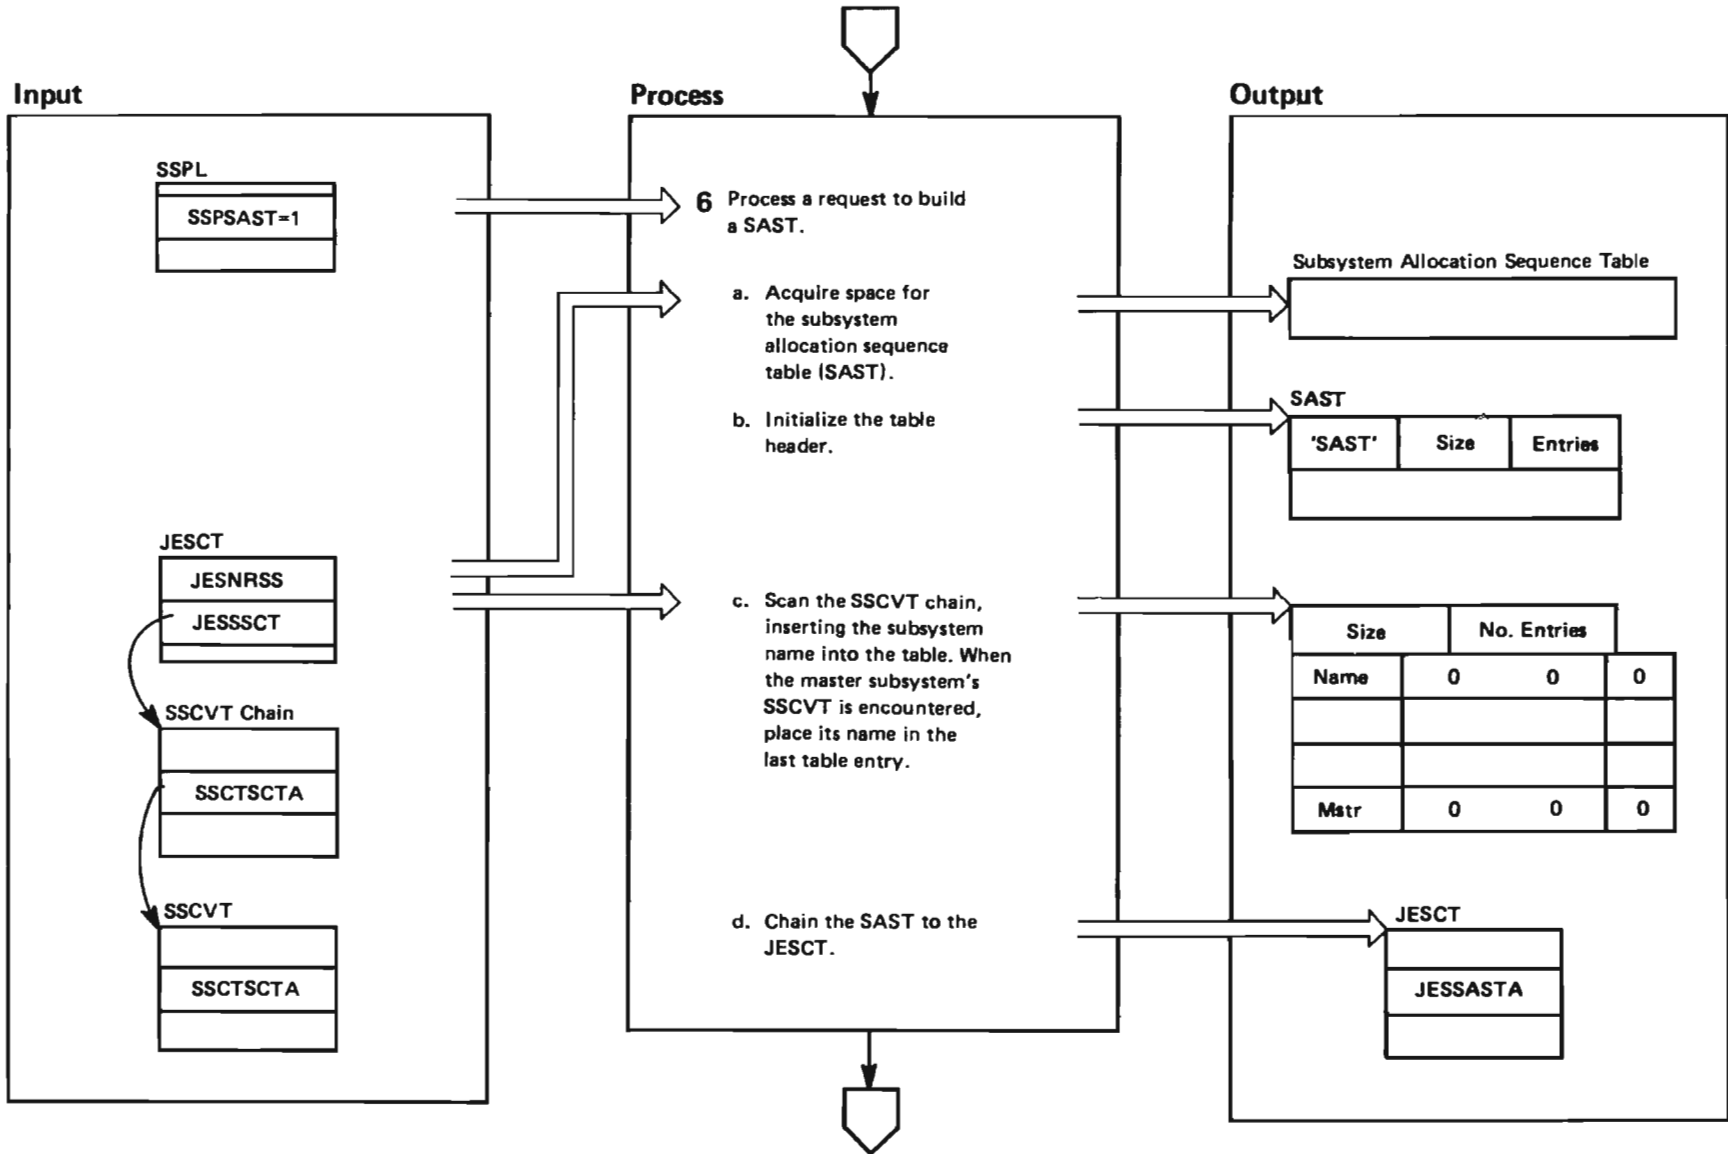 Input
SSPL
SSPSAST=1
JESCT
JESNRSS
JESSSCT
SSCVT Chain
SSCTSCTA
SSCVT
SSCTSCTA
Process
6 Process a request to build
a SAST.
a. Acquire space for
the subsystem
allocation sequence
table (SAST).
b. Initialize the table
header.
c. Scan the SSCVT chain,
inserting the subsystem
name into the table. When
the master subsystem's
SSCVT is encountered,
place its name in the
last table entry.
d. Chain the SAST to the
JESCT.
Output
Subsystem Allocation Sequence Table
SAST
'SAST' Size Entries
Size No. Entries
Name 0 0 0
Mstr 0 0 0
JESCT
JESSASTA